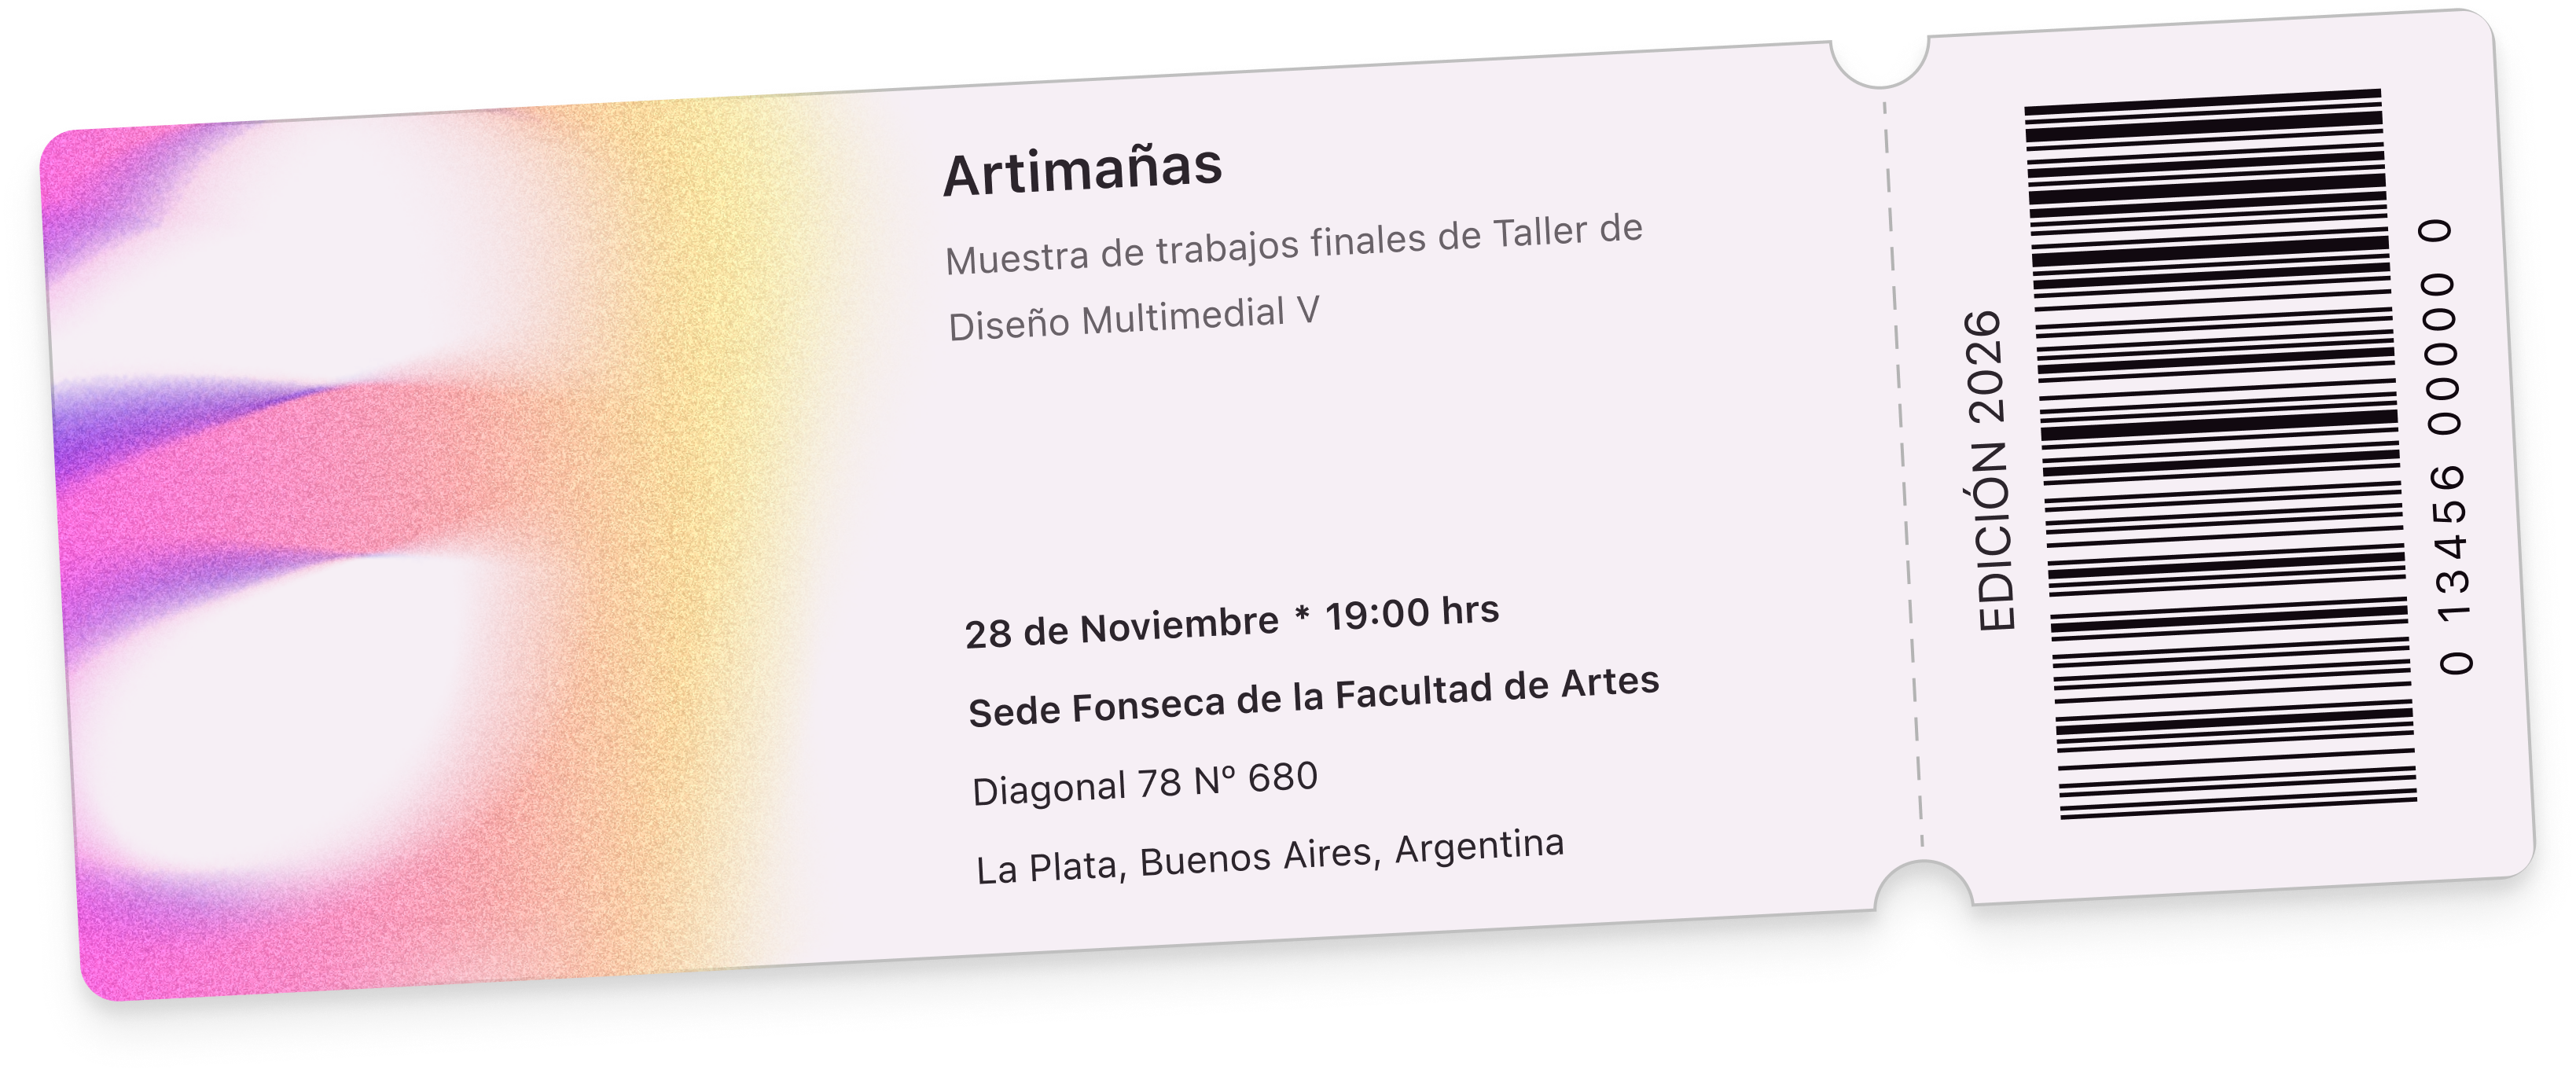 Artimañas
Muestra de trabajos finales de Taller de
Diseño Multimedial V
28 de Noviembre * 19:00 hrs
Sede Fonseca de la Facultad de Artes
Diagonal 78 Nº 680
La Plata, Buenos Aires, Argentina
EDICIÓN 2026
0 13456 00000 0